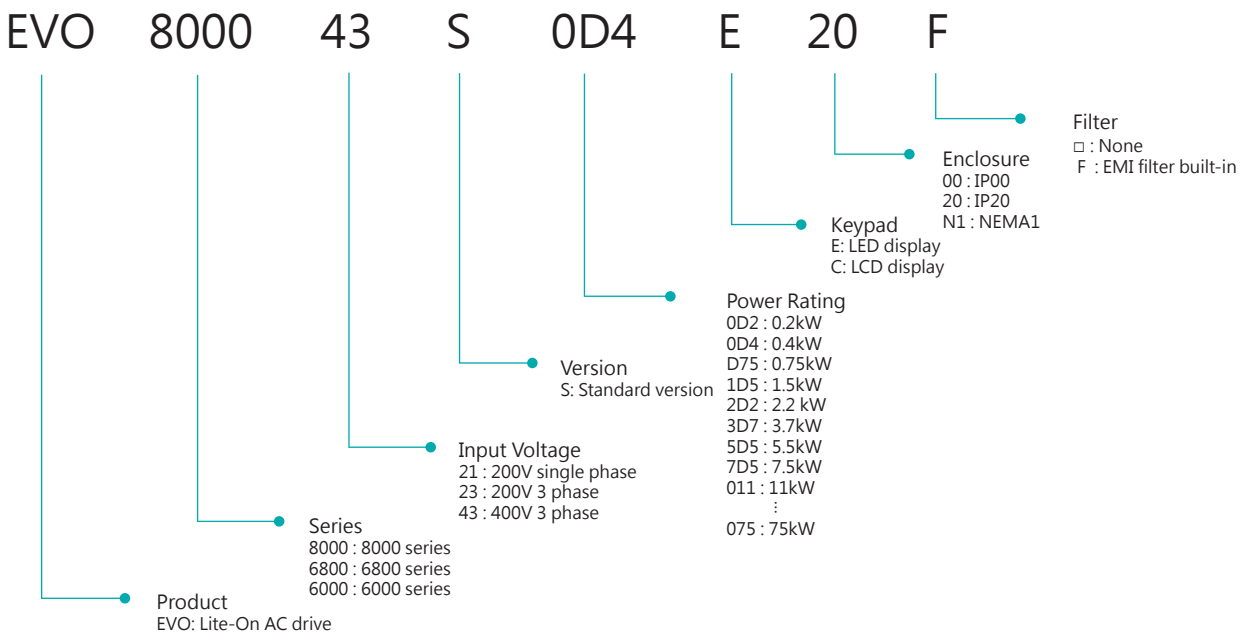 EVO 8000 43 S 0D4 E 20 F
Filter
□ : None
F : EMI filter built-in
Enclosure
00 : IP00
20 : IP20
N1 : NEMA1
Keypad
E: LED display
C: LCD display
Power Rating
0D2 : 0.2kW
0D4 : 0.4kW
D75 : 0.75kW
1D5 : 1.5kW
2D2 : 2.2 kW
3D7 : 3.7kW
5D5 : 5.5kW
7D5 : 7.5kW
011 : 11kW
⋮
075 : 75kW
Version
S: Standard version
Input Voltage
21 : 200V single phase
23 : 200V 3 phase
43 : 400V 3 phase
Series
8000 : 8000 series
6800 : 6800 series
6000 : 6000 series
Product
EVO: Lite-On AC drive